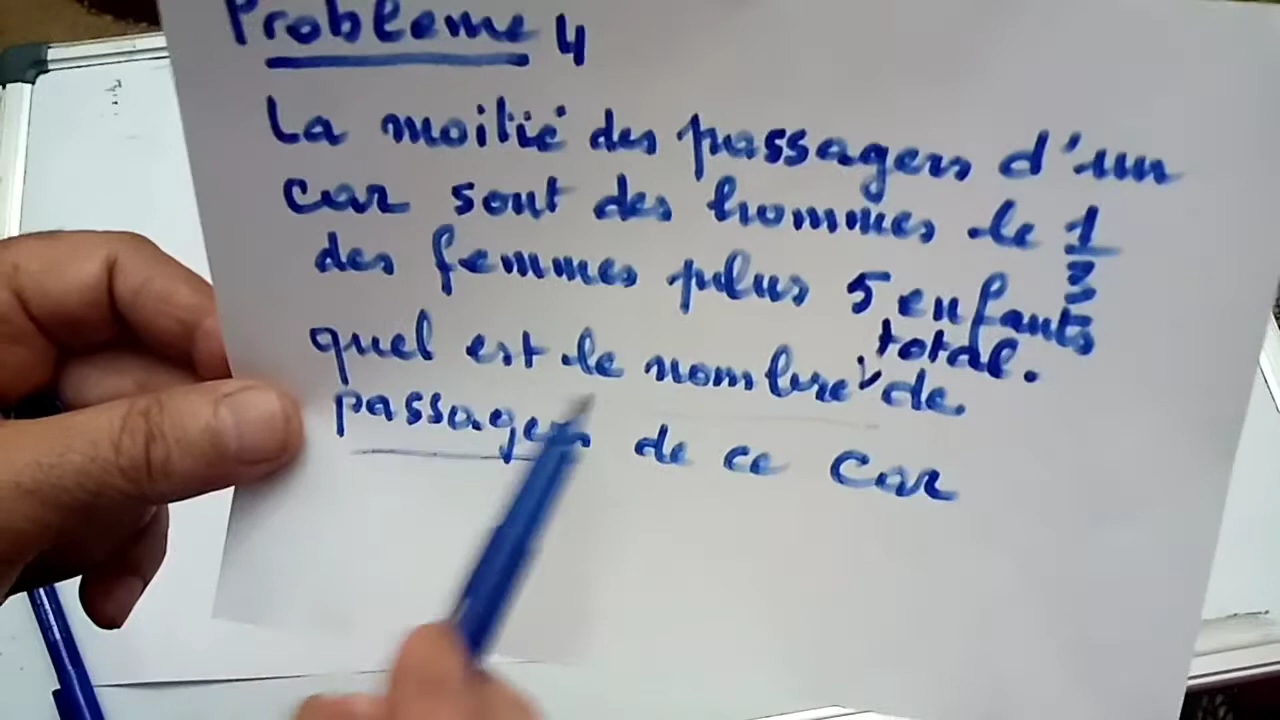 Probleme 4
La moitié des passagers d'un
car sont des hommes le 1/3
des femmes plus 5 enfants
quel est le nombre total de.
passagers de ce Car